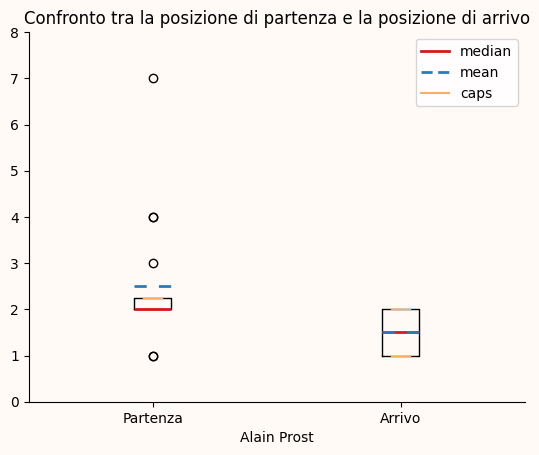 Confronto tra la posizione di partenza e la posizione di arrivo
8
7
6
5
4
3
2
1
0
median
mean
caps
Partenza
Arrivo
Alain Prost